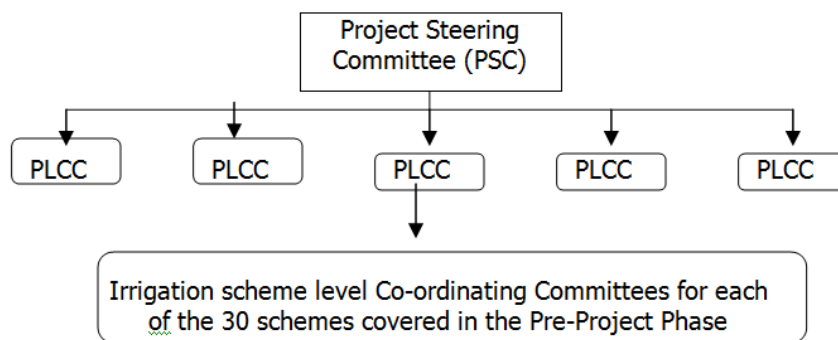 Project Steering
Committee (PSC)
PLCC
PLCC
PLCC
PLCC
PLCC
Irrigation scheme level Co-ordinating Committees for each
of the 30 schemes covered in the Pre-Project Phase